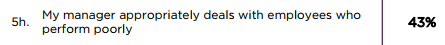 5h. My manager appropriately deals with employees who
perform poorly
43%